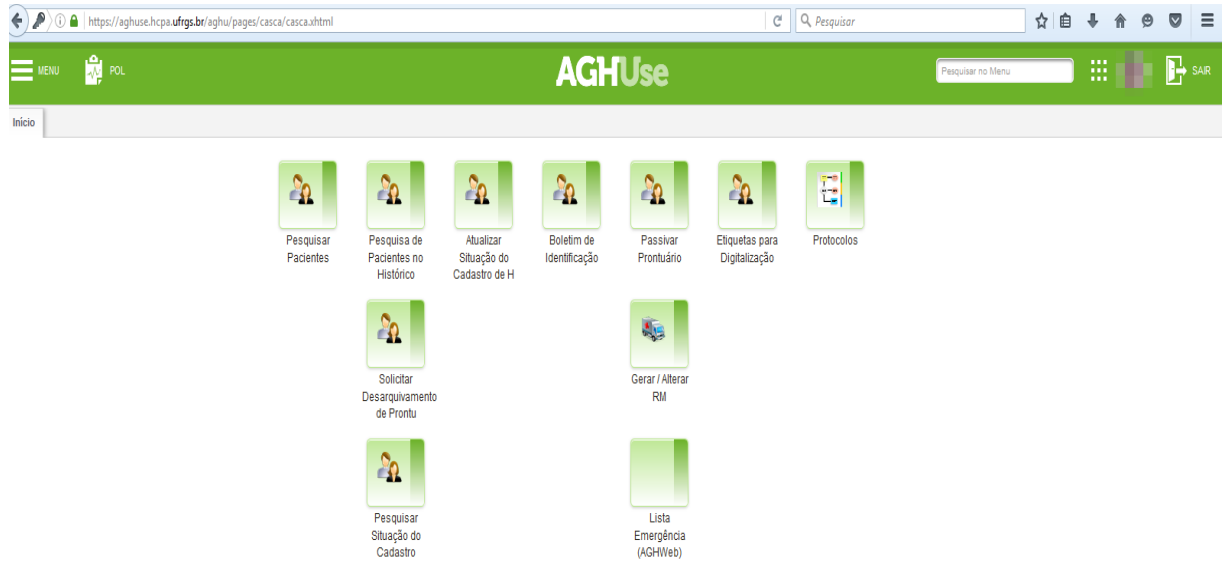 https://aghuse.hcpa.ufrgs.br/aghu/pages/casca/casca.xhtml
Pesquisar
MENU
POL
AGHUse
Pesquisar no Menu
SAIR
Início
Pesquisar
Pacientes
Pesquisa de
Pacientes no
Histórico
Atualizar
Situação do
Cadastro de H
Boletim de
Identificação
Passivar
Prontuário
Etiquetas para
Digitalização
Protocolos
Solicitar
Desarquivamento
de Prontu
Gerar / Alterar
RM
Pesquisar
Situação do
Cadastro
Lista
Emergência
(AGHWeb)